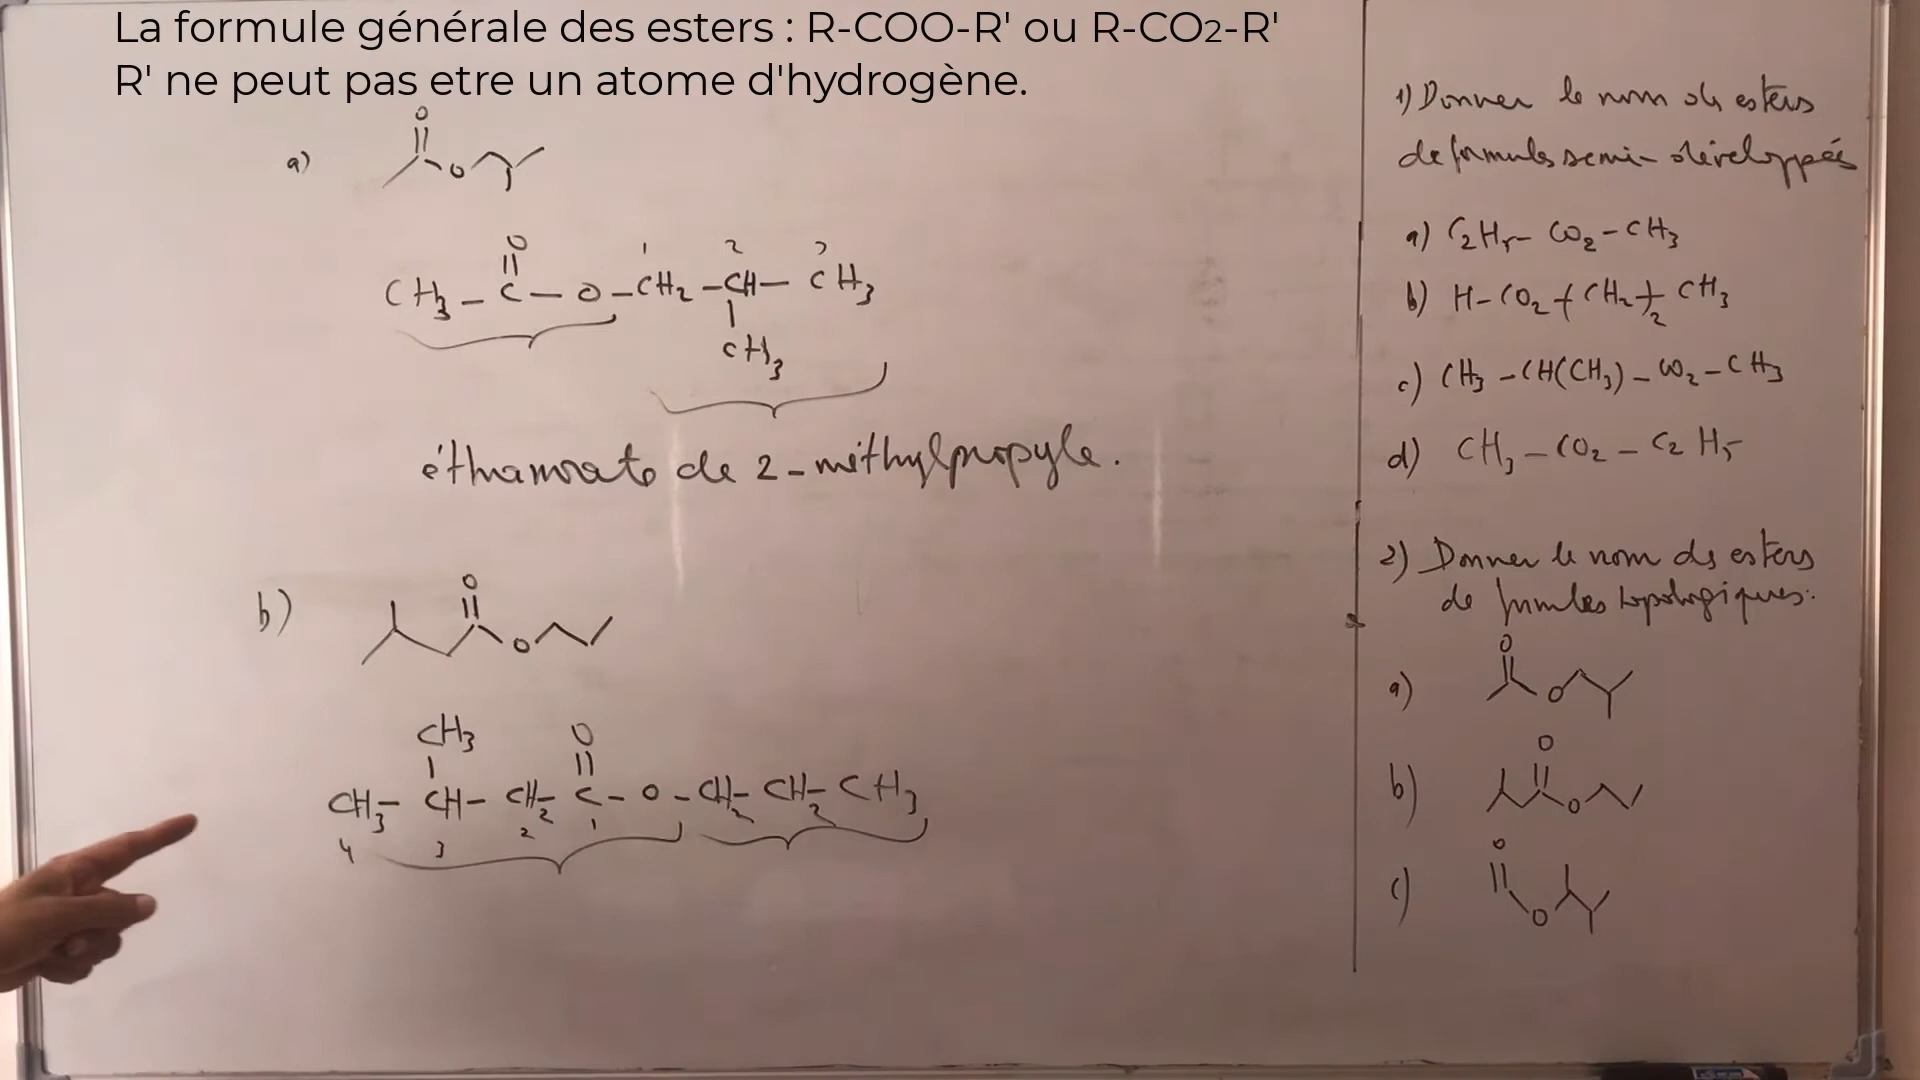 La formule générale des esters : R-COO-R' ou R-CO2-R'
R' ne peut pas etre un atome d'hydrogène.
a)
O
O
1 2 3
O
CH3 - C - O - CH2 - CH - CH3
CH3
éthanoate de 2-méthylpropyle.
b)
O
O
CH3
O
CH3 - CH - CH2 - C - O - CH2 - CH2 - CH3
4 3 2 1
1) Donner le nom des esters
de formules semi-développées
a) C2H5 - CO2 - CH3
b) H - CO2 (CH2)2 CH3
c) CH3 - CH(CH3) - CO2 - CH3
d) CH3 - CO2 - C2H5
2) Donner le nom des esters
de formules topologiques.
a)
O
O
b)
O
O
c)
O
O